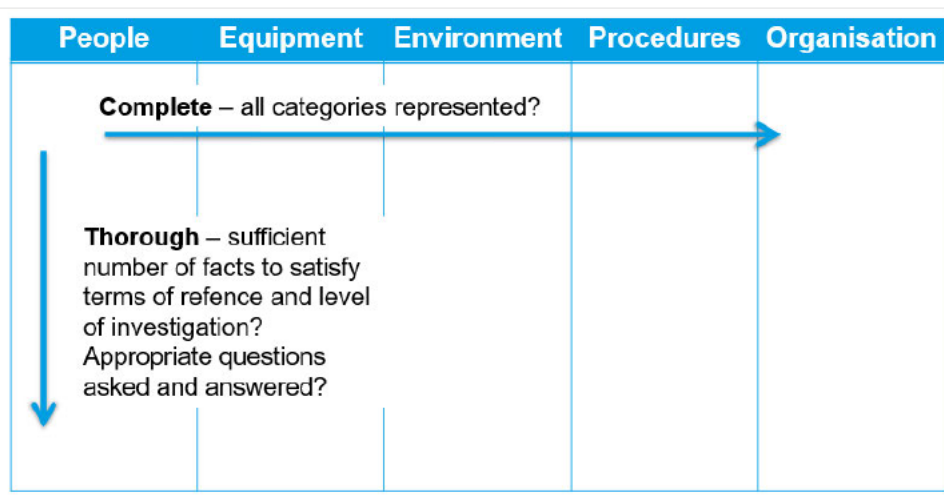 People Equipment Environment Procedures Organisation
Complete – all categories represented?
Thorough – sufficient
number of facts to satisfy
terms of refence and level
of investigation?
Appropriate questions
asked and answered?